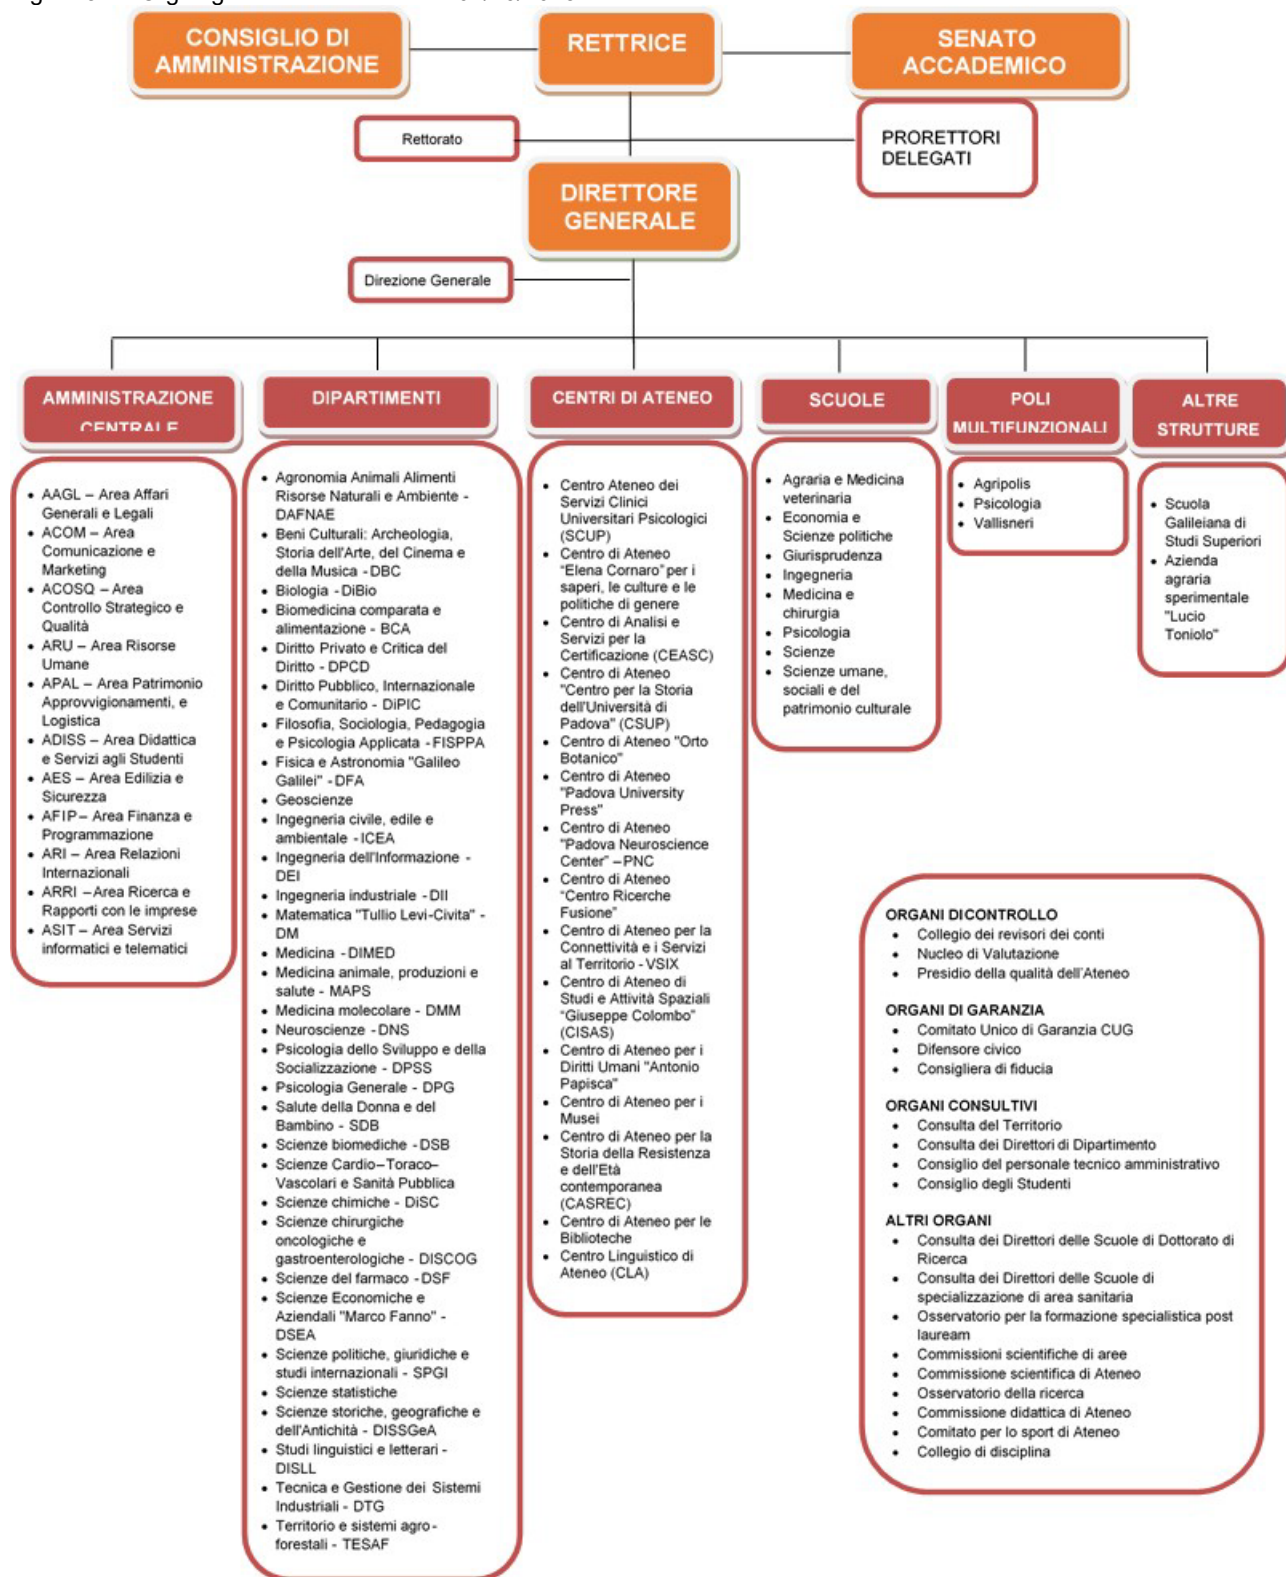 CONSIGLIO DI
AMMINISTRAZIONE
RETTRICE
SENATO
ACCADEMICO
Rettorato
PRORETTORI
DELEGATI
DIRETTORE
GENERALE
Direzione Generale
AMMINISTRAZIONE
CENTRALE
• AAGL – Area Affari
Generali e Legali
• ACOM – Area
Comunicazione e
Marketing
• ACOSQ – Area
Controllo Strategico e
Qualità
• ARU – Area Risorse
Umane
• APAL – Area Patrimonio
Approvvigionamenti, e
Logistica
• ADISS – Area Didattica
e Servizi agli Studenti
• AES – Area Edilizia e
Sicurezza
• AFIP – Area Finanza e
Programmazione
• ARI – Area Relazioni
Internazionali
• ARRI – Area Ricerca e
Rapporti con le imprese
• ASIT – Area Servizi
informatici e telematici
DIPARTIMENTI
• Agronomia Animali Alimenti
Risorse Naturali e Ambiente -
DAFNAE
• Beni Culturali: Archeologia,
Storia dell'Arte, del Cinema e
della Musica - DBC
• Biologia - DiBio
• Biomedicina comparata e
alimentazione - BCA
• Diritto Privato e Critica del
Diritto - DPCD
• Diritto Pubblico, Internazionale
e Comunitario - DiPIC
• Filosofia, Sociologia, Pedagogia
e Psicologia Applicata - FISPPA
• Fisica e Astronomia "Galileo
Galilei" - DFA
• Geoscienze
• Ingegneria civile, edile e
ambientale - ICEA
• Ingegneria dell'Informazione -
DEI
• Ingegneria industriale - DII
• Matematica "Tullio Levi-Civita" -
DM
• Medicina - DIMED
• Medicina animale, produzioni e
salute - MAPS
• Medicina molecolare - DMM
• Neuroscienze - DNS
• Psicologia dello Sviluppo e della
Socializzazione - DPSS
• Psicologia Generale - DPG
• Salute della Donna e del
Bambino - SDB
• Scienze biomediche - DSB
• Scienze Cardio–Toraco–
Vascolari e Sanità Pubblica
• Scienze chimiche - DiSC
• Scienze chirurgiche
oncologiche e
gastroenterologiche - DISCOG
• Scienze del farmaco - DSF
• Scienze Economiche e
Aziendali "Marco Fanno" -
DSEA
• Scienze politiche, giuridiche e
studi internazionali - SPGI
• Scienze statistiche
• Scienze storiche, geografiche e
dell'Antichità - DISSGeA
• Studi linguistici e letterari -
DISLL
• Tecnica e Gestione dei Sistemi
Industriali - DTG
• Territorio e sistemi agro-
forestali - TESAF
CENTRI DI ATENEO
• Centro Ateneo dei
Servizi Clinici
Universitari Psicologici
(SCUP)
• Centro di Ateneo
“Elena Cornaro” per i
saperi, le culture e le
politiche di genere
• Centro di Analisi e
Servizi per la
Certificazione (CEASC)
• Centro di Ateneo
"Centro per la Storia
dell'Università di
Padova" (CSUP)
• Centro di Ateneo "Orto
Botanico"
• Centro di Ateneo
"Padova University
Press"
• Centro di Ateneo
"Padova Neuroscience
Center” – PNC
• Centro di Ateneo
“Centro Ricerche
Fusione”
• Centro di Ateneo per la
Connettività e i Servizi
al Territorio - VSIX
• Centro di Ateneo di
Studi e Attività Spaziali
“Giuseppe Colombo”
(CISAS)
• Centro di Ateneo per i
Diritti Umani "Antonio
Papisca"
• Centro di Ateneo per i
Musei
• Centro di Ateneo per la
Storia della Resistenza
e dell'Età
contemporanea
(CASREC)
• Centro di Ateneo per le
Biblioteche
• Centro Linguistico di
Ateneo (CLA)
SCUOLE
• Agraria e Medicina
veterinaria
• Economia e
Scienze politiche
• Giurisprudenza
• Ingegneria
• Medicina e
chirurgia
• Psicologia
• Scienze
• Scienze umane,
sociali e del
patrimonio culturale
POLI
MULTIFUNZIONALI
• Agripolis
• Psicologia
• Vallisneri
ALTRE
STRUTTURE
• Scuola
Galileiana di
Studi Superiori
• Azienda
agraria
sperimentale
"Lucio
Toniolo"
ORGANI DI CONTROLLO
• Collegio dei revisori dei conti
• Nucleo di Valutazione
• Presidio della qualità dell’Ateneo
ORGANI DI GARANZIA
• Comitato Unico di Garanzia CUG
• Difensore civico
• Consigliera di fiducia
ORGANI CONSULTIVI
• Consulta del Territorio
• Consulta dei Direttori di Dipartimento
• Consiglio del personale tecnico amministrativo
• Consiglio degli Studenti
ALTRI ORGANI
• Consulta dei Direttori delle Scuole di Dottorato di
Ricerca
• Consulta dei Direttori delle Scuole di
specializzazione di area sanitaria
• Osservatorio per la formazione specialistica post
lauream
• Commissioni scientifiche di aree
• Commissione scientifica di Ateneo
• Osservatorio della ricerca
• Commissione didattica di Ateneo
• Comitato per lo sport di Ateneo
• Collegio di disciplina